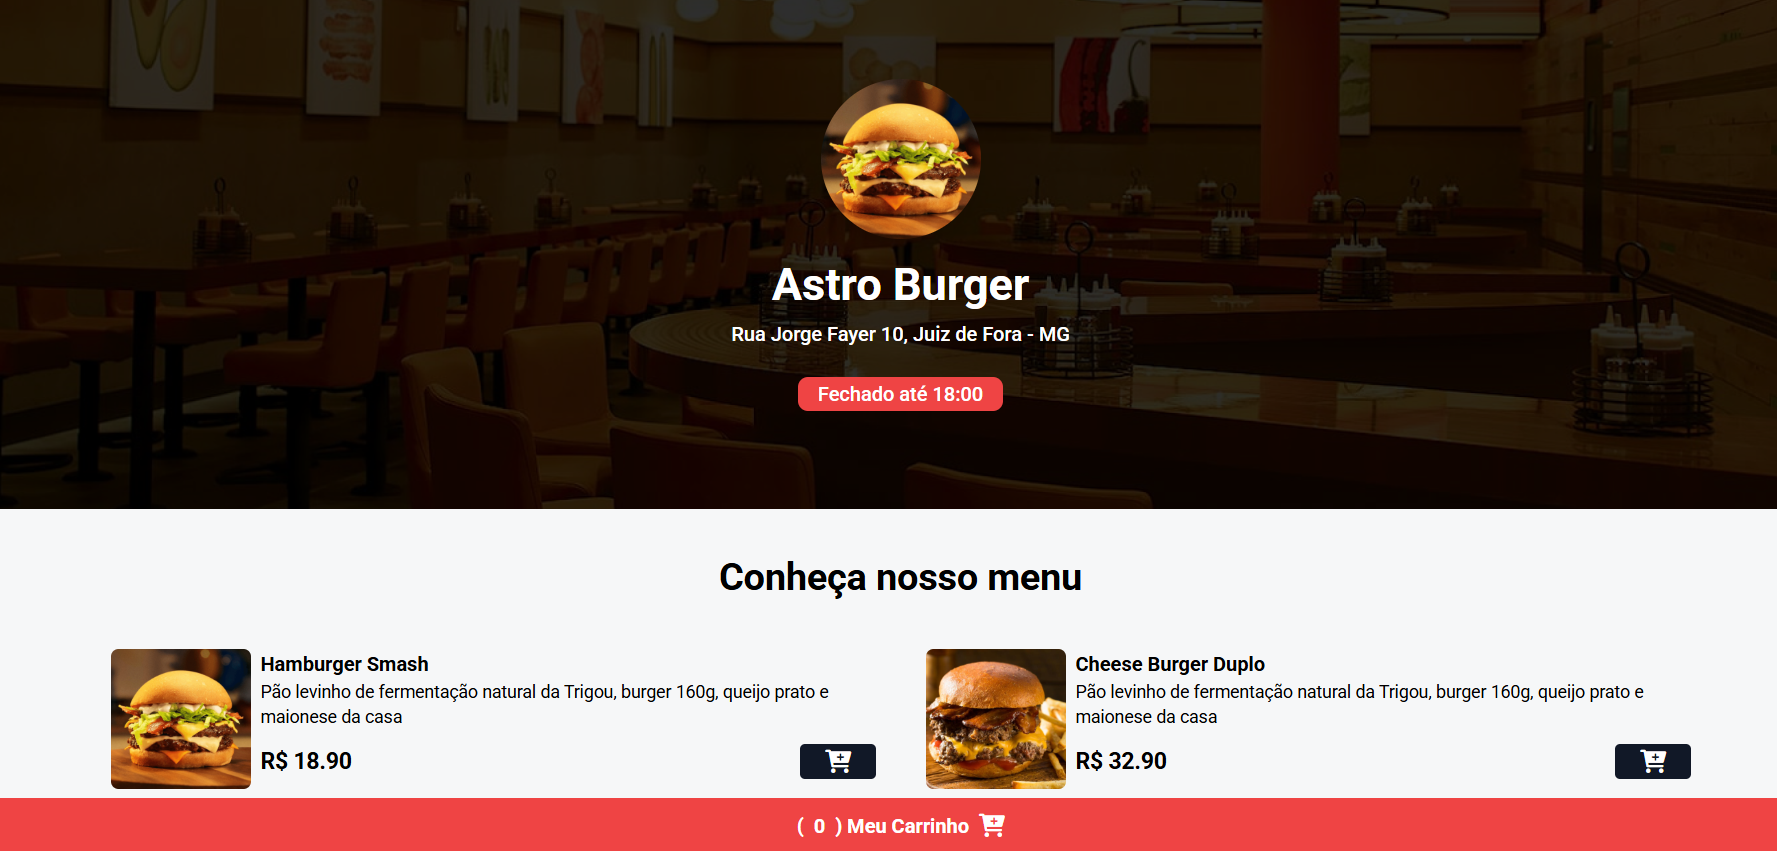 Astro Burger
Rua Jorge Fayer 10, Juiz de Fora - MG
Fechado até 18:00
Conheça nosso menu
Hamburger Smash
Pão levinho de fermentação natural da Trigou, burger 160g, queijo prato e
maionese da casa
R$ 18.90
Cheese Burger Duplo
Pão levinho de fermentação natural da Trigou, burger 160g, queijo prato e
maionese da casa
R$ 32.90
( 0 ) Meu Carrinho